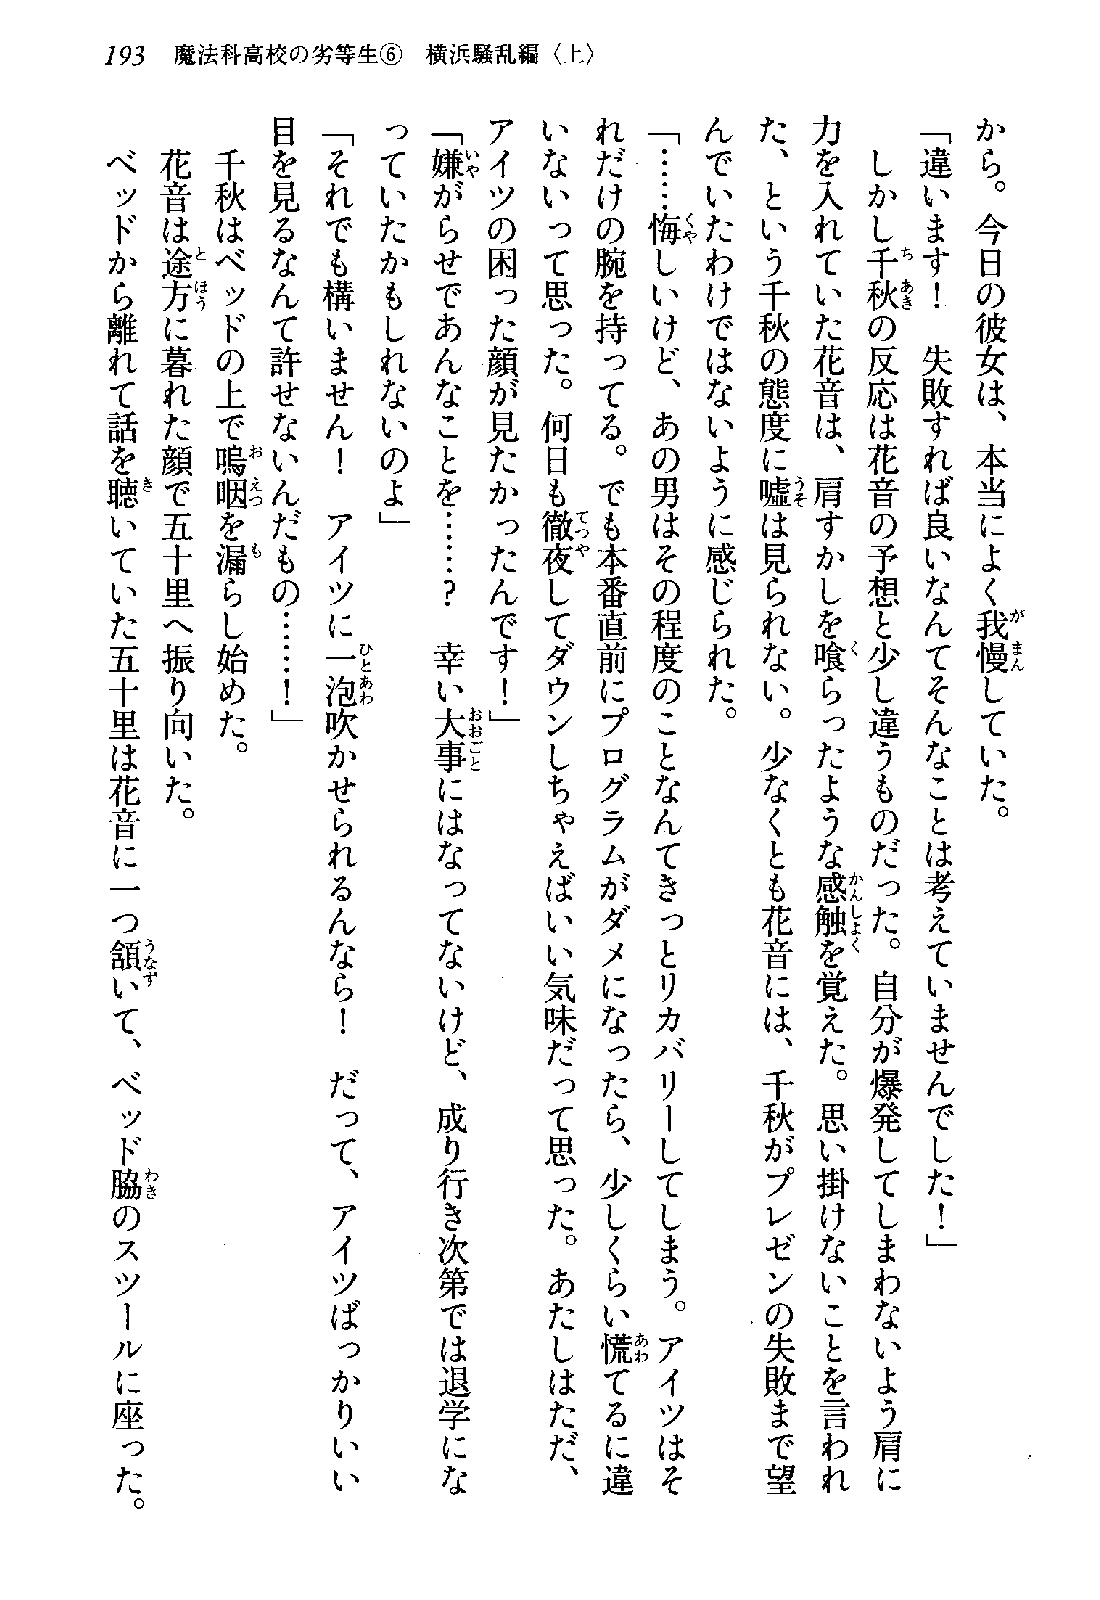 193　魔法科高校の劣等生⑥　横浜騒乱編〈上〉
から。今日の彼女は、本当によく我慢していた。
「違います！　失敗すれば良いなんてそんなことは考えていませんでした！」
　しかし千秋の反応は花音の予想と少し違うものだった。自分が爆発してしまわないよう肩に
力を入れていた花音は、肩すかしを喰らったような感触を覚えた。思い掛けないことを言われ
た、という千秋の態度に嘘は見られない。少なくとも花音には、千秋がプレゼンの失敗まで望
んでいたわけではないように感じられた。
「……悔しいけど、あの男はその程度のことなんてきっとリカバリーしてしまう。アイツはそ
れだけの腕を持ってる。でも本番直前にプログラムがダメになったら、少しくらい慌てるに違
いないって思った。何日も徹夜してダウンしちゃえばいい気味だって思った。あたしはただ、
アイツの困った顔が見たかったんです！」
「嫌がらせであんなことを……？　幸い大事にはなってないけど、成り行き次第では退学にな
っていたかもしれないのよ」
「それでも構いません！　アイツに一泡吹かせられるんなら！　だって、アイツばっかりいい
目を見るなんて許せないんだもの……！」
　千秋はベッドの上で嗚咽を漏らし始めた。
　花音は途方に暮れた顔で五十里へ振り向いた。
　ベッドから離れて話を聴いていた五十里は花音に一つ頷いて、ベッド脇のスツールに座った。